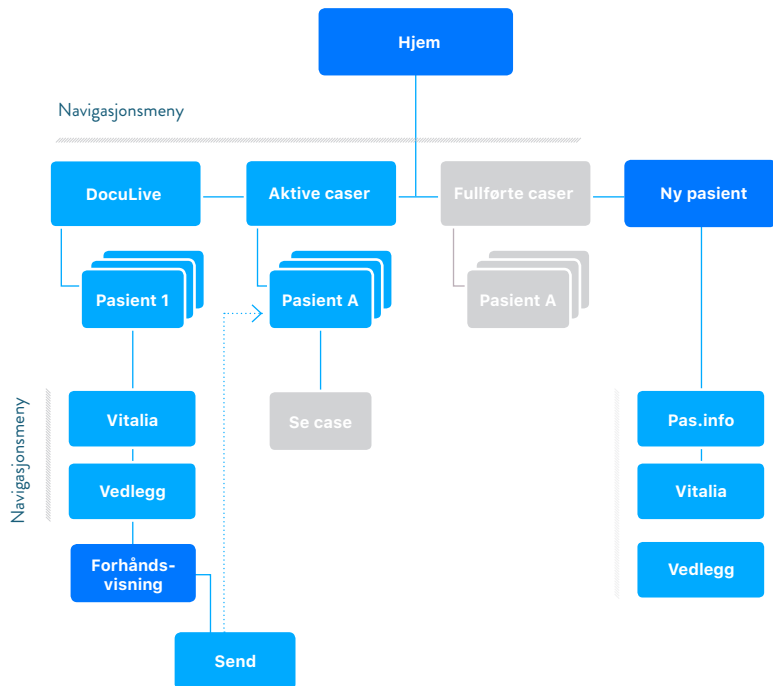 Hjem
Navigasjonsmeny
DocuLive
Aktive caser
Fullførte caser
Ny pasient
Pasient 1
Pasient A
Pasient A
Navigasjonsmeny
Vitalia
Se case
Pas.info
Vedlegg
Vitalia
Forhånds-
visning
Vedlegg
Send